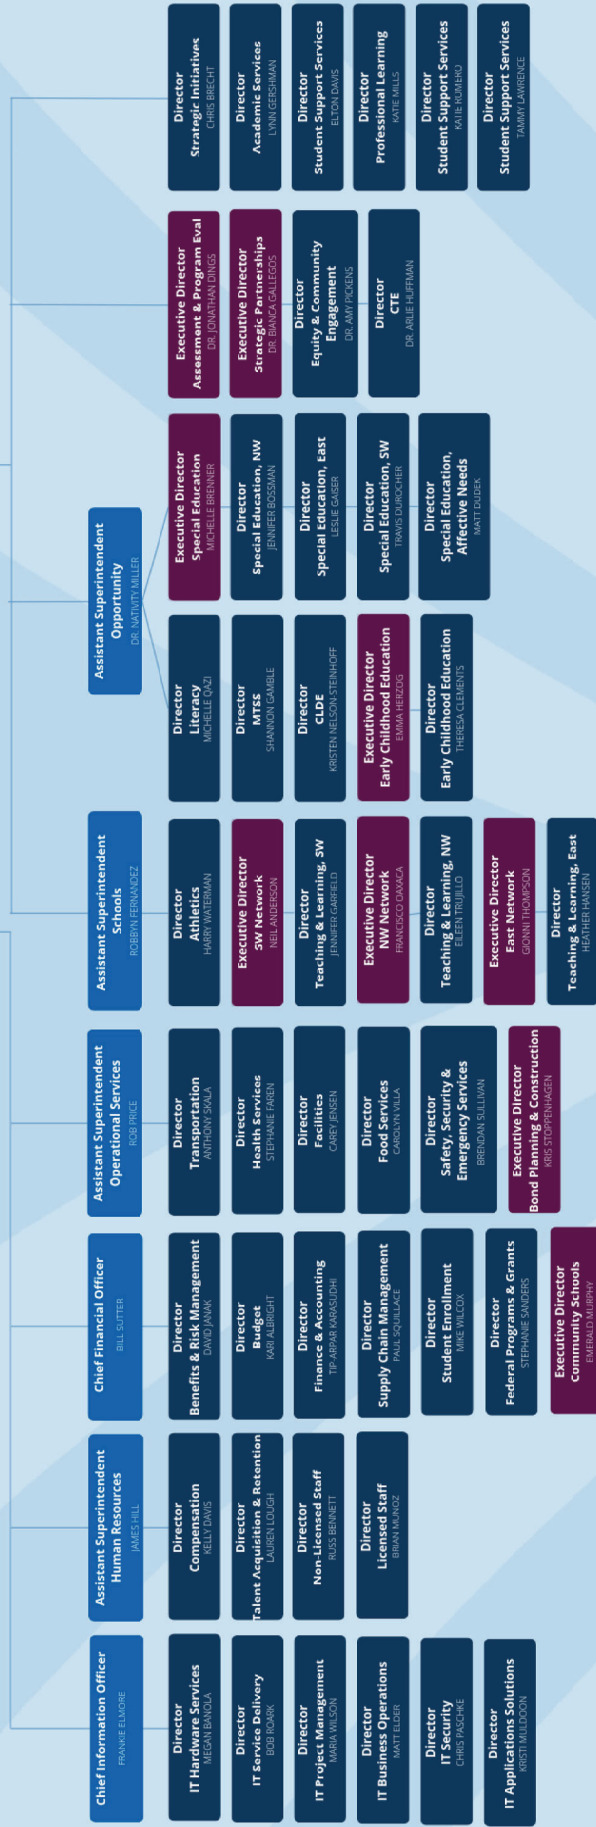 Chief Information Officer
FRANKIE ELMORE
Director
IT Hardware Services
MEGAN BANOLA
Director
IT Service Delivery
BOB ROARK
Director
IT Project Management
MARIA WILSON
Director
IT Business Operations
MATT ELDER
Director
IT Security
CHRIS PASCHKE
Director
IT Applications Solutions
KRISTI MULDOON
Assistant Superintendent
Human Resources
JAMES HILL
Director
Compensation
KELLY DAVIS
Director
Talent Acquisition & Retention
LAUREN LOUGH
Director
Non-Licensed Staff
RUSS BENNETT
Director
Licensed Staff
BRIAN MUNOZ
Chief Financial Officer
BILL SUTTER
Director
Benefits & Risk Management
DAVID JANAK
Director
Budget
KARI ALBRIGHT
Director
Finance & Accounting
TIP-ARPAR KARASUDHI
Director
Supply Chain Management
PAUL SQUILLACE
Director
Student Enrollment
MIKE WILCOX
Director
Federal Programs & Grants
STEPHANIE SANDERS
Executive Director
Community Schools
EMERALD MURPHY
Assistant Superintendent
Operational Services
ROB PRICE
Director
Transportation
ANTHONY SKALA
Director
Health Services
STEPHANIE FAREN
Director
Facilities
CAREY JENSEN
Director
Food Services
CAROLYN VILLA
Director
Safety, Security &
Emergency Services
BRENDAN SULLIVAN
Executive Director
Bond Planning & Construction
KRIS STOPPENHAGEN
Assistant Superintendent
Schools
ROBBYN FERNANDEZ
Director
Athletics
HARRY WATERMAN
Executive Director
SW Network
NEIL ANDERSON
Director
Teaching & Learning, SW
JENNIFER GARFIELD
Executive Director
NW Network
FRANCISCO OAXACA
Director
Teaching & Learning, NW
EILEEN TRUJILLO
Executive Director
East Network
GIONNI THOMPSON
Director
Teaching & Learning, East
HEATHER HANSEN
Assistant Superintendent
Opportunity
DR. NATIVITY MILLER
Director
Literacy
MICHELLE QAZI
Director
MTSS
SHANNON GAMBLE
Director
CLDE
KRISTEN NELSON-STEINHOFF
Executive Director
Early Childhood Education
EMMA HERZOG
Director
Early Childhood Education
THERESA CLEMENTS
Executive Director
Special Education
MICHELLE BRENNER
Director
Special Education, NW
JENNIFER BOSSMAN
Director
Special Education, East
LESLIE GAISER
Director
Special Education, SW
TRAVIS DUROCHER
Director
Special Education,
Affective Needs
MATT DUDEK
Executive Director
Assessment & Program Eval
DR. JONATHAN DINGS
Executive Director
Strategic Partnerships
DR. BIANCA GALLEGOS
Director
Equity & Community
Engagement
DR. AMY PICKENS
Director
CTE
DR. ARLIE HUFFMAN
Director
Strategic Initiatives
CHRIS BRECHT
Director
Academic Services
LYNN GERSHMAN
Director
Student Support Services
ELTON DAVIS
Director
Professional Learning
KATIE MILLS
Director
Student Support Services
KATIE ROMERO
Director
Student Support Services
TAMMY LAWRENCE